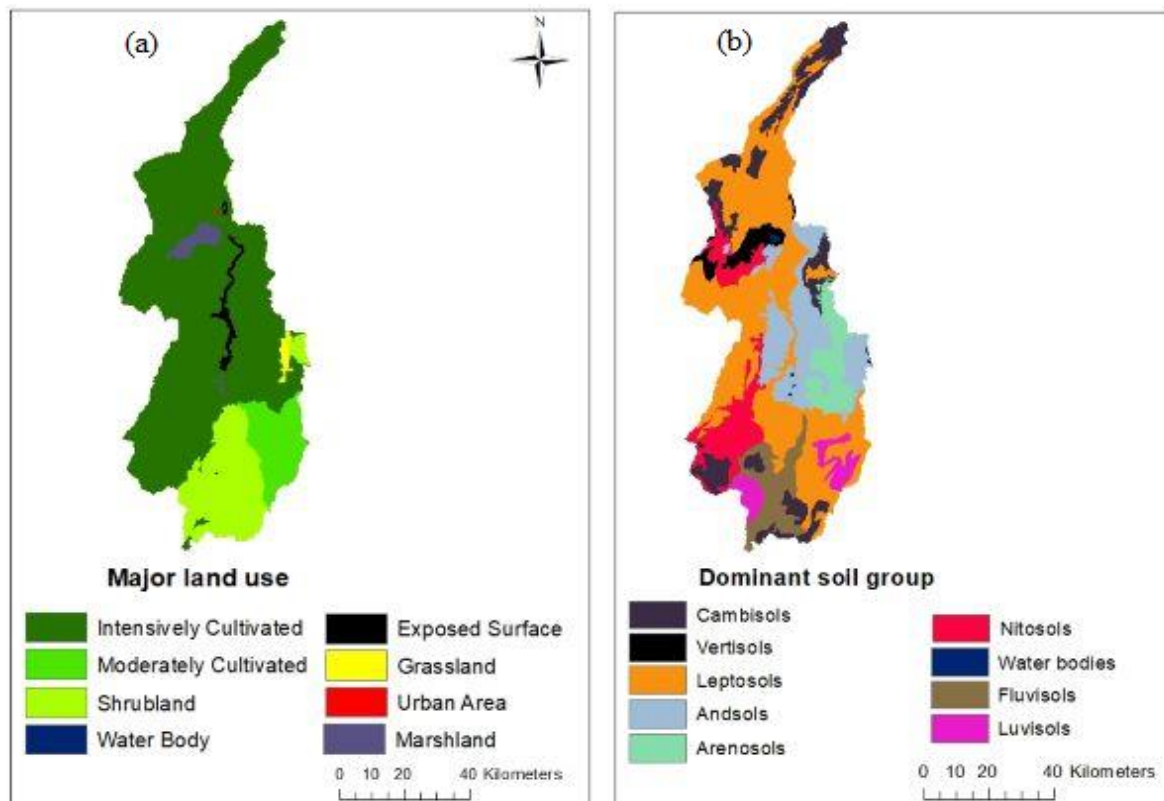 (a)
N
Major land use
Intensively Cultivated
Moderately Cultivated
Shrubland
Water Body
Exposed Surface
Grassland
Urban Area
Marshland
0 10 20 40 Kilometers
(b)
Dominant soil group
Cambisols
Vertisols
Leptosols
Andsols
Arenosols
Nitosols
Water bodies
Fluvisols
Luvisols
0 10 20 40 Kilometers